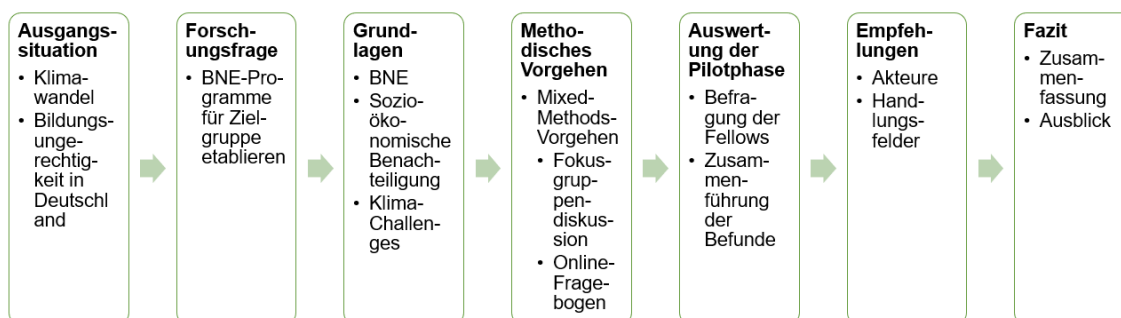 Ausgangs-
situation
• Klima-
wandel
• Bildungs-
unge-
rechtig-
keit in
Deutschl
and
Forsch-
ungsfrage
• BNE-Pro-
gramme
für Ziel-
gruppe
etablieren
Grund-
lagen
• BNE
• Sozio-
öko-
nomische
Benach-
teiligung
• Klima-
Challen-
ges
Metho-
disches
Vorgehen
• Mixed-
Methods-
Vorgehen
• Fokus-
grup-
pen-
diskus-
sion
• Online-
Frage-
bogen
Auswer-
tung der
Pilotphase
• Befra-
gung der
Fellows
• Zusam-
men-
führung
der
Befunde
Empfeh-
lungen
• Akteure
• Hand-
lungs-
felder
Fazit
• Zusam-
men-
fassung
• Ausblick